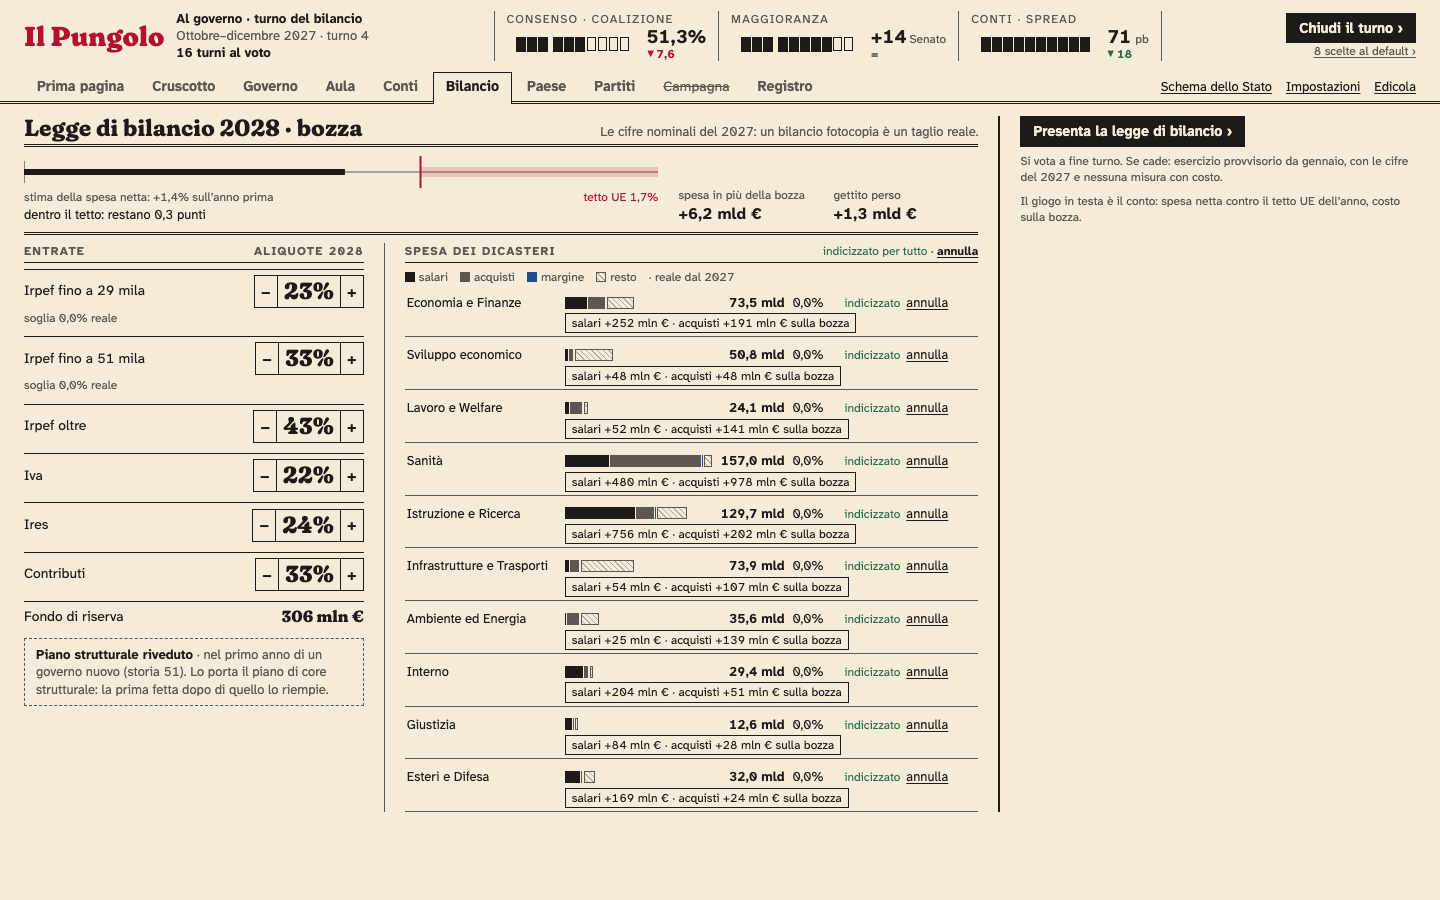 Il Pungolo
Al governo · turno del bilancio
Ottobre–dicembre 2027 · turno 4
16 turni al voto
CONSENSO · COALIZIONE
51,3%
▼7,6
MAGGIORANZA
+14 Senato
=
CONTI · SPREAD
71 pb
▼18
Chiudi il turno ›
8 scelte al default ›
Prima pagina Cruscotto Governo Aula Conti Bilancio Paese Partiti Campagna Registro
Schema dello Stato Impostazioni Edicola
Legge di bilancio 2028 · bozza
Le cifre nominali del 2027: un bilancio fotocopia è un taglio reale.
stima della spesa netta: +1,4% sull’anno prima
tetto UE 1,7%
dentro il tetto: restano 0,3 punti
spesa in più della bozza
+6,2 mld €
gettito perso
+1,3 mld €
ENTRATE ALIQUOTE 2028
Irpef fino a 29 mila – 23% +
soglia 0,0% reale
Irpef fino a 51 mila – 33% +
soglia 0,0% reale
Irpef oltre – 43% +
Iva – 22% +
Ires – 24% +
Contributi – 33% +
Fondo di riserva 306 mln €
Piano strutturale riveduto · nel primo anno di un
governo nuovo (storia 51). Lo porta il piano di core
strutturale: la prima fetta dopo di quello lo riempie.
SPESA DEI DICASTERI indicizzato per tutto · annulla
salari acquisti margine resto · reale dal 2027
Economia e Finanze 73,5 mld 0,0% indicizzato annulla
salari +252 mln € · acquisti +191 mln € sulla bozza
Sviluppo economico 50,8 mld 0,0% indicizzato annulla
salari +48 mln € · acquisti +48 mln € sulla bozza
Lavoro e Welfare 24,1 mld 0,0% indicizzato annulla
salari +52 mln € · acquisti +141 mln € sulla bozza
Sanità 157,0 mld 0,0% indicizzato annulla
salari +480 mln € · acquisti +978 mln € sulla bozza
Istruzione e Ricerca 129,7 mld 0,0% indicizzato annulla
salari +756 mln € · acquisti +202 mln € sulla bozza
Infrastrutture e Trasporti 73,9 mld 0,0% indicizzato annulla
salari +54 mln € · acquisti +107 mln € sulla bozza
Ambiente ed Energia 35,6 mld 0,0% indicizzato annulla
salari +25 mln € · acquisti +139 mln € sulla bozza
Interno 29,4 mld 0,0% indicizzato annulla
salari +204 mln € · acquisti +51 mln € sulla bozza
Giustizia 12,6 mld 0,0% indicizzato annulla
salari +84 mln € · acquisti +28 mln € sulla bozza
Esteri e Difesa 32,0 mld 0,0% indicizzato annulla
salari +169 mln € · acquisti +24 mln € sulla bozza
Presenta la legge di bilancio ›
Si vota a fine turno. Se cade: esercizio provvisorio da gennaio, con le cifre
del 2027 e nessuna misura con costo.
Il giogo in testa è il conto: spesa netta contro il tetto UE dell’anno, costo
sulla bozza.